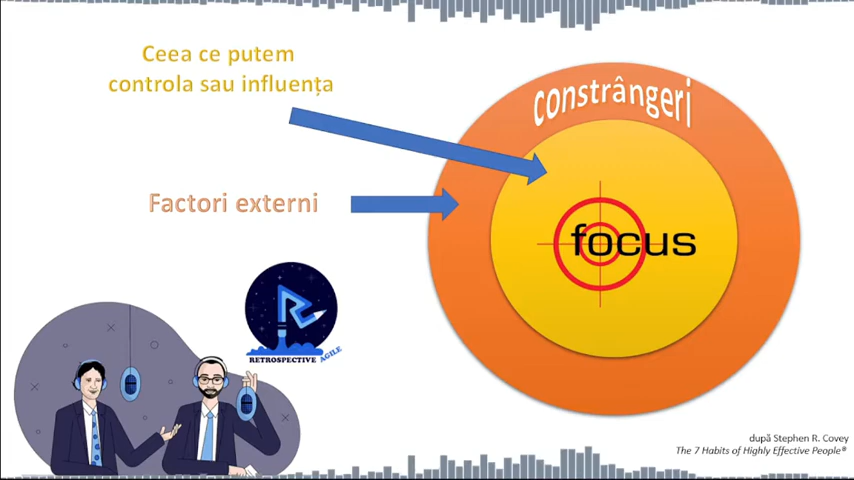 Ceea ce putem
controla sau influența
constrângeri
Factori externi
focus
RETROSPECTIVE AGILE
după Stephen R. Covey
The 7 Habits of Highly Effective People®